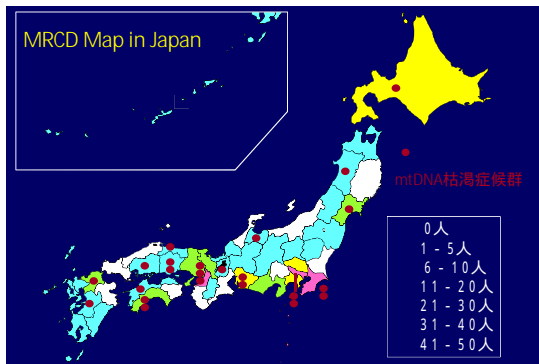 MRCD Map in Japan
mtDNA枯渇症候群
0人
1 - 5人
6 - 10人
11 - 20人
21 - 30人
31 - 40人
41 - 50人